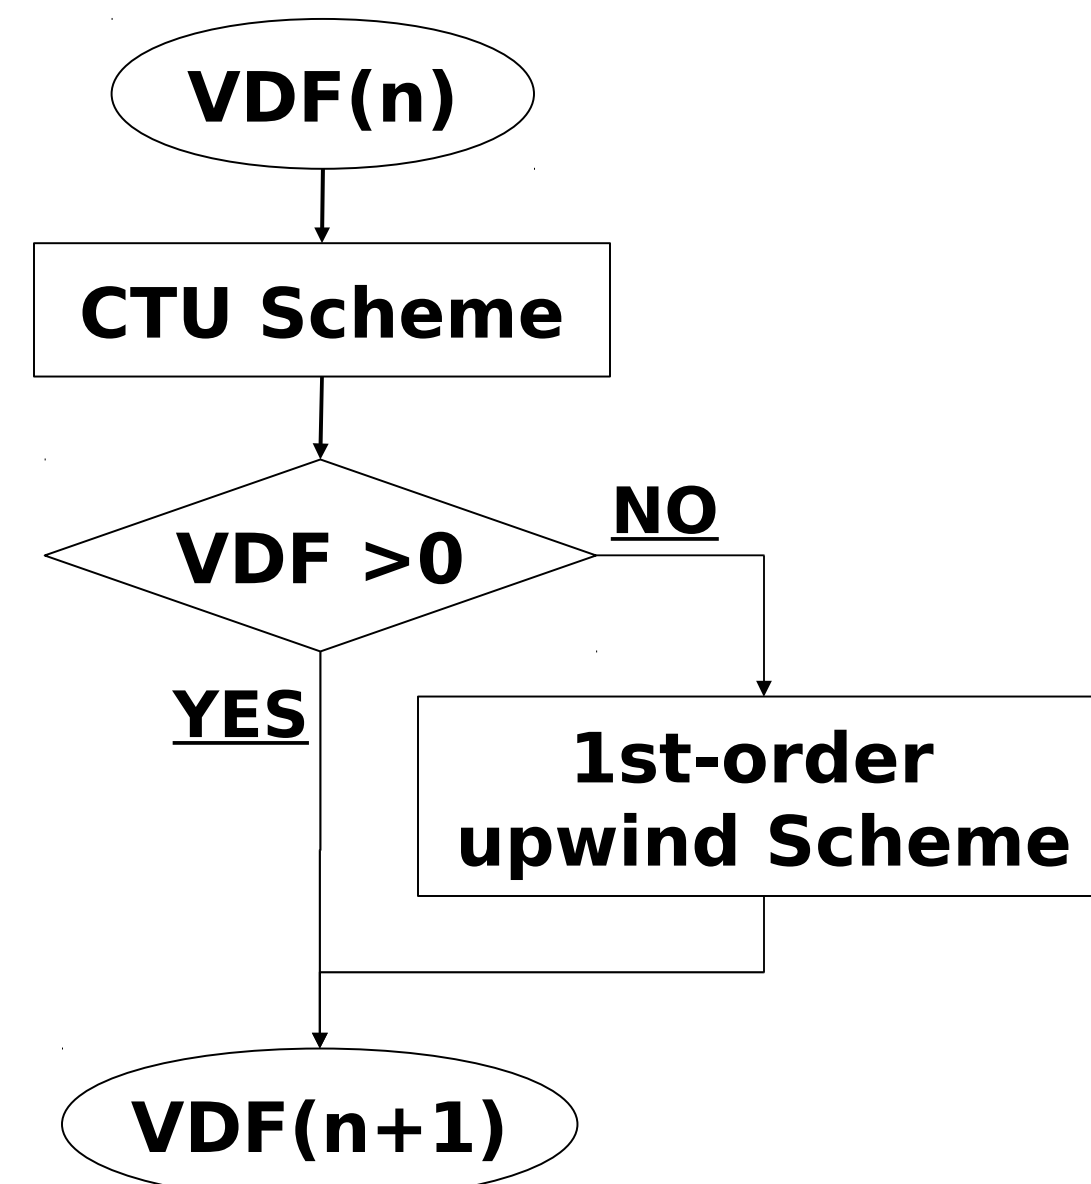 VDF(n)
CTU Scheme
VDF >0
NO
YES
1st-order
upwind Scheme
VDF(n+1)